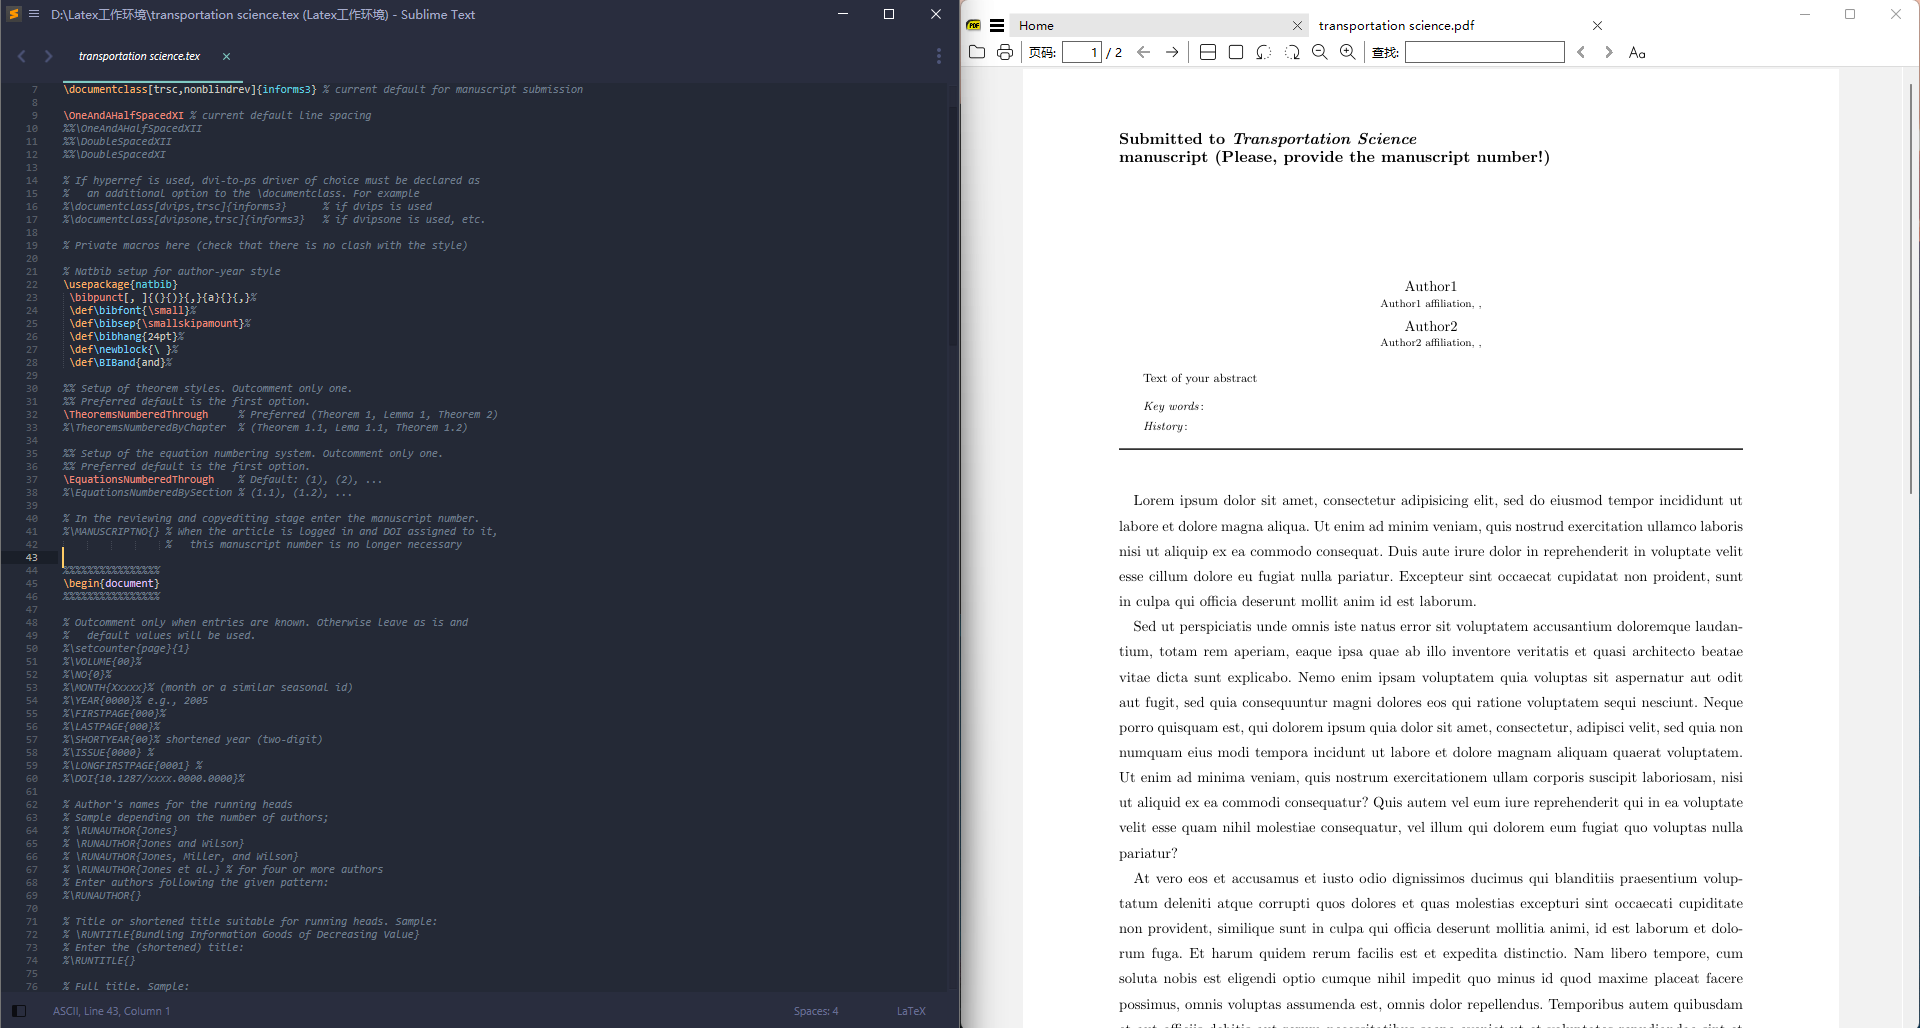 D:\Latex工作环境\transportation science.tex (Latex工作环境) - Sublime Text
transportation science.tex
7 \documentclass[trsc,nonblindrev]{informs3} % current default for manuscript submission
8
9 \OneAndAHalfSpacedXI % current default line spacing
10 %%\OneAndAHalfSpacedXII
11 %%\DoubleSpacedXII
12 %%\DoubleSpacedXI
13
14 % If hyperref is used, dvi-to-ps driver of choice must be declared as
15 %   an additional option to the \documentclass. For example
16 %\documentclass[dvips,trsc]{informs3}      % if dvips is used
17 %\documentclass[dvipsone,trsc]{informs3}   % if dvipsone is used, etc.
18
19 % Private macros here (check that there is no clash with the style)
20
21 % Natbib setup for author-year style
22 \usepackage{natbib}
23  \bibpunct[, ]{(}{)}{,}{a}{}{,}%
24  \def\bibfont{\small}%
25  \def\bibsep{\smallskipamount}%
26  \def\bibhang{24pt}%
27  \def\newblock{\ }%
28  \def\BIBand{and}%
29
30 %% Setup of theorem styles. Outcomment only one.
31 %% Preferred default is the first option.
32 \TheoremsNumberedThrough     % Preferred (Theorem 1, Lemma 1, Theorem 2)
33 %\TheoremsNumberedByChapter  % (Theorem 1.1, Lema 1.1, Theorem 1.2)
34
35 %% Setup of the equation numbering system. Outcomment only one.
36 %% Preferred default is the first option.
37 \EquationsNumberedThrough    % Default: (1), (2), ...
38 %\EquationsNumberedBySection % (1.1), (1.2), ...
39
40 % In the reviewing and copyediting stage enter the manuscript number.
41 %\MANUSCRIPTNO{} % When the article is logged in and DOI assigned to it,
42                  %   this manuscript number is no longer necessary
43
44 %%%%%%%%%%%%%%%%
45 \begin{document}
46 %%%%%%%%%%%%%%%%
47
48 % Outcomment only when entries are known. Otherwise leave as is and
49 %   default values will be used.
50 %\setcounter{page}{1}
51 %\VOLUME{00}%
52 %\NO{0}%
53 %\MONTH{Xxxxx}% (month or a similar seasonal id)
54 %\YEAR{0000}% e.g., 2005
55 %\FIRSTPAGE{000}%
56 %\LASTPAGE{000}%
57 %\SHORTYEAR{00}% shortened year (two-digit)
58 %\ISSUE{0000} %
59 %\LONGFIRSTPAGE{0001} %
60 %\DOI{10.1287/xxxx.0000.0000}%
61
62 % Author's names for the running heads
63 % Sample depending on the number of authors;
64 % \RUNAUTHOR{Jones}
65 % \RUNAUTHOR{Jones and Wilson}
66 % \RUNAUTHOR{Jones, Miller, and Wilson}
67 % \RUNAUTHOR{Jones et al.} % for four or more authors
68 % Enter authors following the given pattern:
69 %\RUNAUTHOR{}
70
71 % Title or shortened title suitable for running heads. Sample:
72 % \RUNTITLE{Bundling Information Goods of Decreasing Value}
73 % Enter the (shortened) title:
74 %\RUNTITLE{}
75
76 % Full title. Sample:
ASCII, Line 43, Column 1
Spaces: 4
LaTeX
PDF
Home
transportation science.pdf
页码: 1 / 2
查找:
Aa
Submitted to Transportation Science
manuscript (Please, provide the manuscript number!)
Author1
Author1 affiliation, ,
Author2
Author2 affiliation, ,
Text of your abstract
Key words:
History:
Lorem ipsum dolor sit amet, consectetur adipisicing elit, sed do eiusmod tempor incididunt ut
labore et dolore magna aliqua. Ut enim ad minim veniam, quis nostrud exercitation ullamco laboris
nisi ut aliquip ex ea commodo consequat. Duis aute irure dolor in reprehenderit in voluptate velit
esse cillum dolore eu fugiat nulla pariatur. Excepteur sint occaecat cupidatat non proident, sunt
in culpa qui officia deserunt mollit anim id est laborum.
Sed ut perspiciatis unde omnis iste natus error sit voluptatem accusantium doloremque laudan-
tium, totam rem aperiam, eaque ipsa quae ab illo inventore veritatis et quasi architecto beatae
vitae dicta sunt explicabo. Nemo enim ipsam voluptatem quia voluptas sit aspernatur aut odit
aut fugit, sed quia consequuntur magni dolores eos qui ratione voluptatem sequi nesciunt. Neque
porro quisquam est, qui dolorem ipsum quia dolor sit amet, consectetur, adipisci velit, sed quia non
numquam eius modi tempora incidunt ut labore et dolore magnam aliquam quaerat voluptatem.
Ut enim ad minima veniam, quis nostrum exercitationem ullam corporis suscipit laboriosam, nisi
ut aliquid ex ea commodi consequatur? Quis autem vel eum iure reprehenderit qui in ea voluptate
velit esse quam nihil molestiae consequatur, vel illum qui dolorem eum fugiat quo voluptas nulla
pariatur?
At vero eos et accusamus et iusto odio dignissimos ducimus qui blanditiis praesentium volup-
tatum deleniti atque corrupti quos dolores et quas molestias excepturi sint occaecati cupiditate
non provident, similique sunt in culpa qui officia deserunt mollitia animi, id est laborum et dolo-
rum fuga. Et harum quidem rerum facilis est et expedita distinctio. Nam libero tempore, cum
soluta nobis est eligendi optio cumque nihil impedit quo minus id quod maxime placeat facere
possimus, omnis voluptas assumenda est, omnis dolor repellendus. Temporibus autem quibusdam